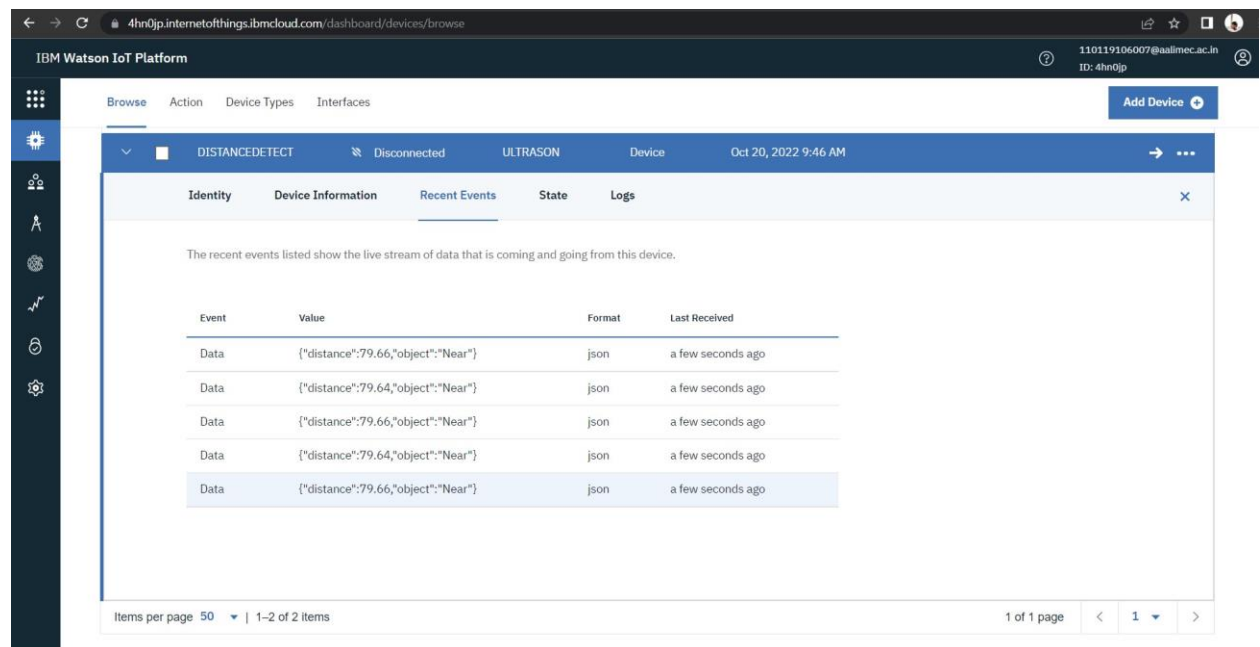 4hn0jp.internetofthings.ibmcloud.com/dashboard/devices/browse
IBM Watson IoT Platform
110119106007@aalimec.ac.in
ID: 4hn0jp
Browse Action Device Types Interfaces
Add Device
DISTANCEDETECT Disconnected ULTRASON Device Oct 20, 2022 9:46 AM
Identity Device Information Recent Events State Logs
The recent events listed show the live stream of data that is coming and going from this device.
Event Value Format Last Received
Data {"distance":79.66,"object":"Near"} json a few seconds ago
Data {"distance":79.64,"object":"Near"} json a few seconds ago
Data {"distance":79.66,"object":"Near"} json a few seconds ago
Data {"distance":79.64,"object":"Near"} json a few seconds ago
Data {"distance":79.66,"object":"Near"} json a few seconds ago
Items per page 50 | 1–2 of 2 items 1 of 1 page 1